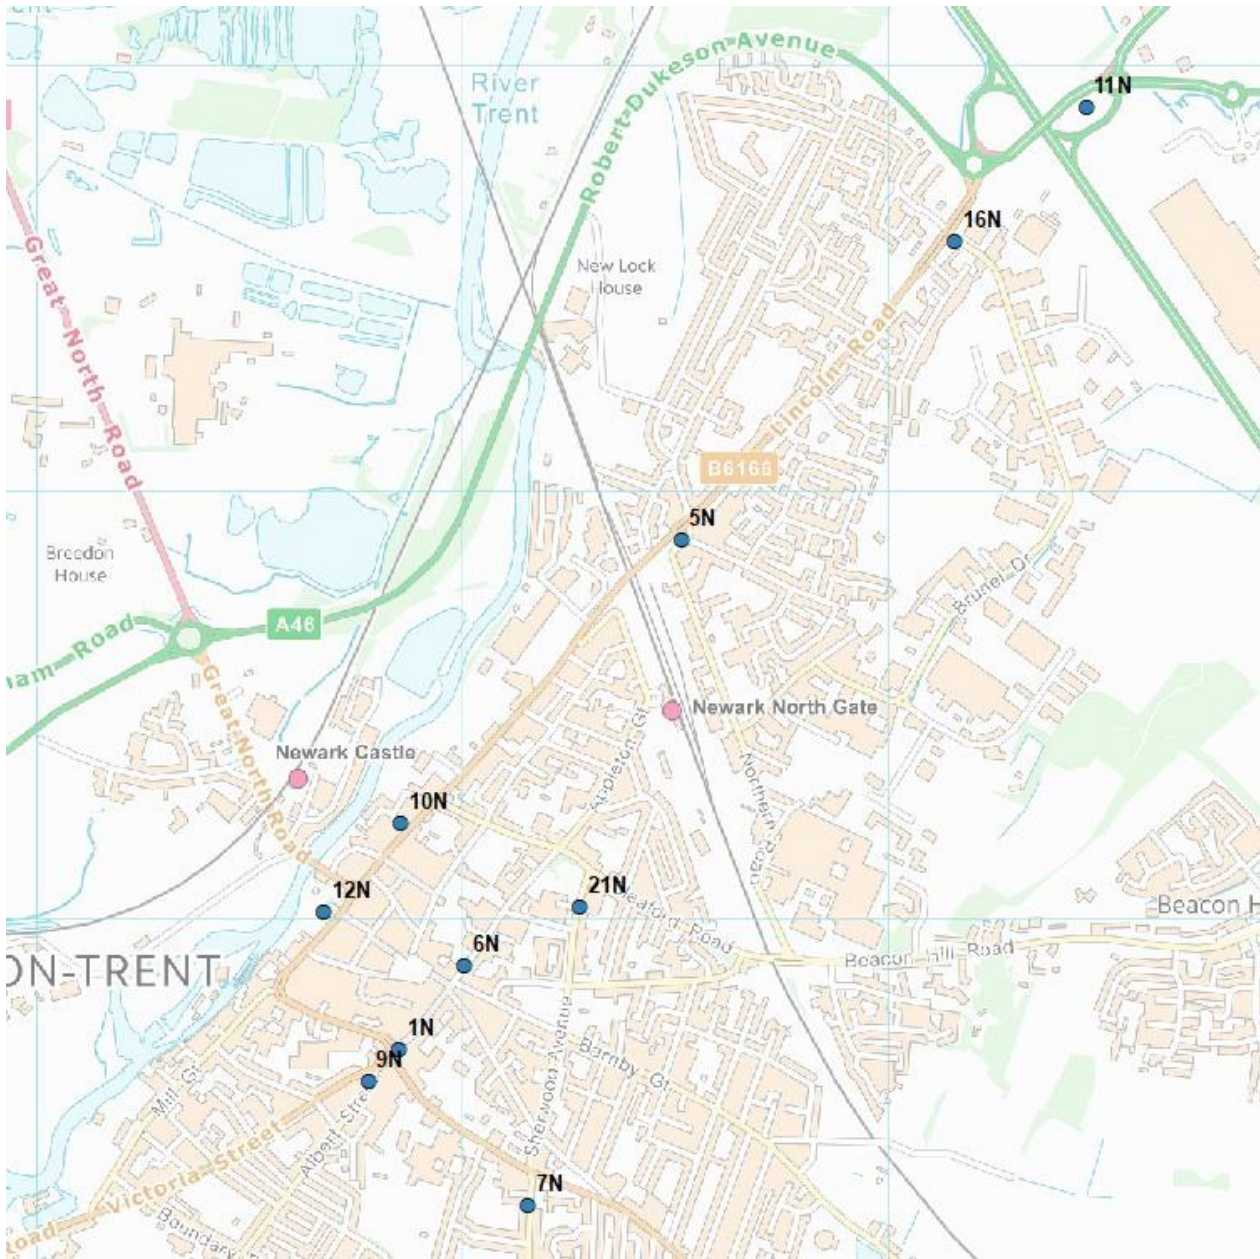 River
Trent
Robert Dukeson Avenue
11N
16N
Great North Road
New Lock
House
Lincoln Road
B6166
5N
Breedon
House
A46
Brunel Dr
Great North Road
Newark North Gate
Newark Castle
Appleton Gt
Northern Road
10N
12N
21N
Sleaford Road
Beacon H
6N
Beacon Hill Road
ON-TRENT
1N
9N
Sherwood Avenue
Barnby Gt
Mill G
Albert Street
Victoria Street
7N
Road
Boundary